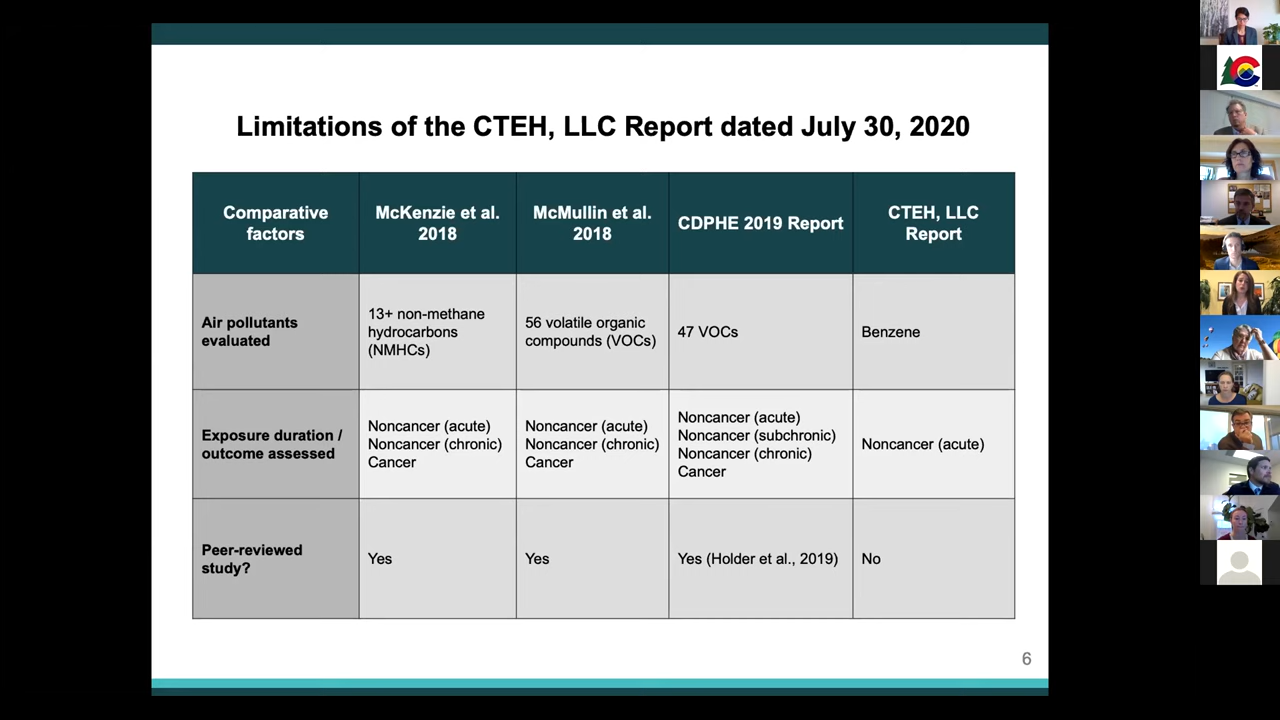 Limitations of the CTEH, LLC Report dated July 30, 2020
Comparative
factors
McKenzie et al.
2018
McMullin et al.
2018
CDPHE 2019 Report
CTEH, LLC
Report
Air pollutants
evaluated
13+ non-methane
hydrocarbons
(NMHCs)
56 volatile organic
compounds (VOCs)
47 VOCs
Benzene
Exposure duration /
outcome assessed
Noncancer (acute)
Noncancer (chronic)
Cancer
Noncancer (acute)
Noncancer (chronic)
Cancer
Noncancer (acute)
Noncancer (subchronic)
Noncancer (chronic)
Cancer
Noncancer (acute)
Peer-reviewed
study?
Yes
Yes
Yes (Holder et al., 2019)
No
6